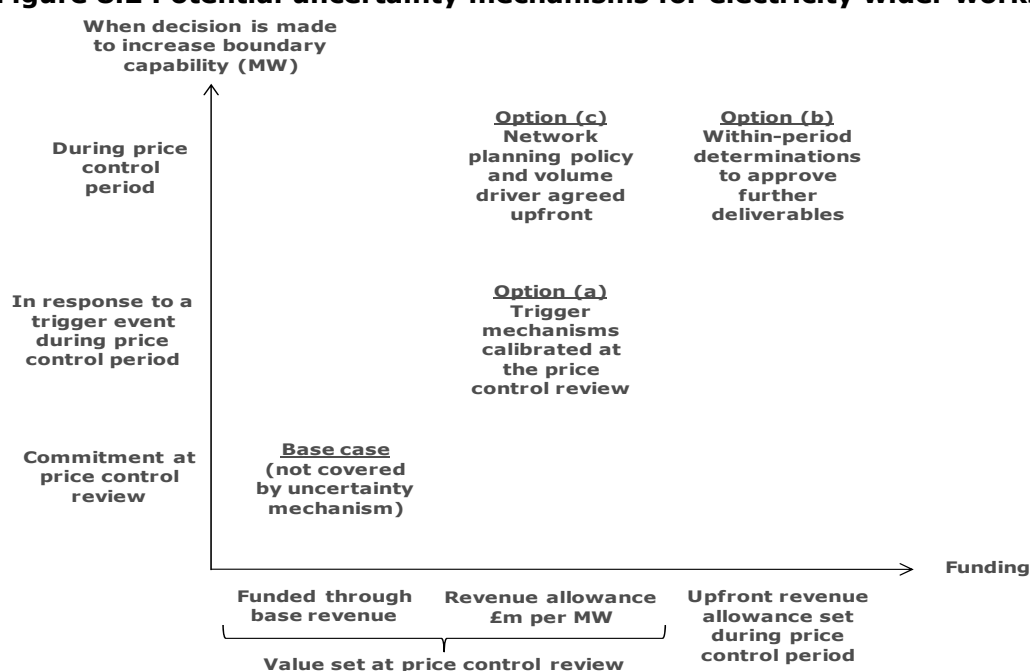 Figure 8.2 Potential uncertainty mechanisms for electricity wider works
When decision is made
to increase boundary
capability (MW)
During price
control
period
Option (c)
Network
planning policy
and volume
driver agreed
upfront
Option (b)
Within-period
determinations
to approve
further
deliverables
In response to a
trigger event
during price
control period
Option (a)
Trigger
mechanisms
calibrated at
the price
control review
Commitment at
price control
review
Base case
(not covered
by uncertainty
mechanism)
Funding
Funded through
base revenue
Revenue allowance
£m per MW
Upfront revenue
allowance set
during price
control period
Value set at price control review